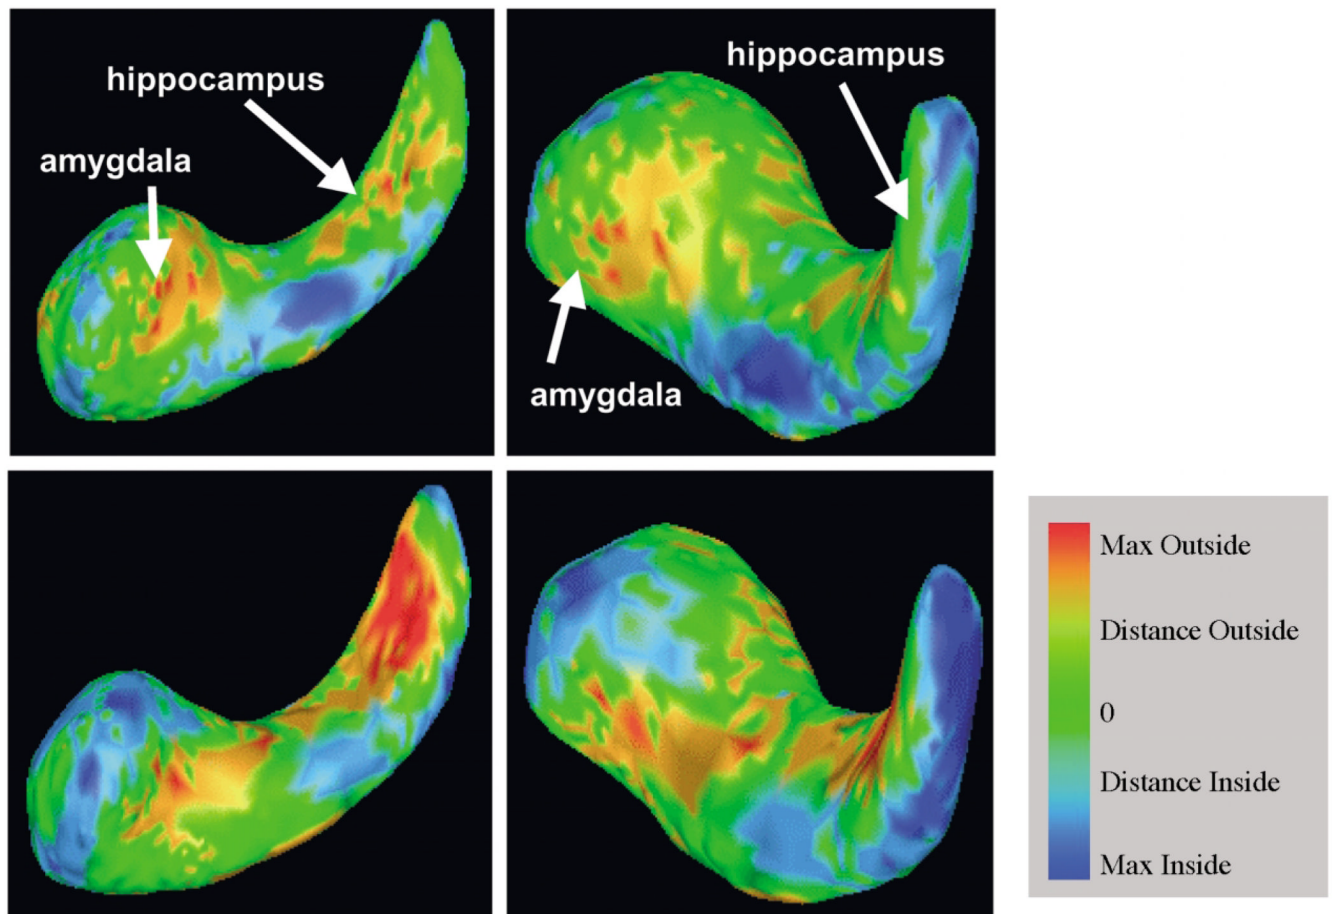 hippocampus
amygdala
hippocampus
amygdala
Max Outside
Distance Outside
0
Distance Inside
Max Inside